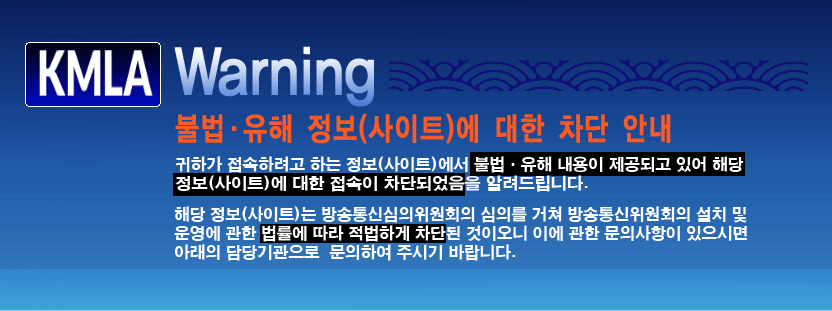 KMLA Warning
불법·유해 정보(사이트)에 대한 차단 안내
귀하가 접속하려고 하는 정보(사이트)에서 불법·유해 내용이 제공되고 있어 해당
정보(사이트)에 대한 접속이 차단되었음을 알려드립니다.
해당 정보(사이트)는 방송통신심의위원회의 심의를 거쳐 방송통신위원회의 설치 및
운영에 관한 법률에 따라 적법하게 차단된 것이오니 이에 관한 문의사항이 있으시면
아래의 담당기관으로 문의하여 주시기 바랍니다.